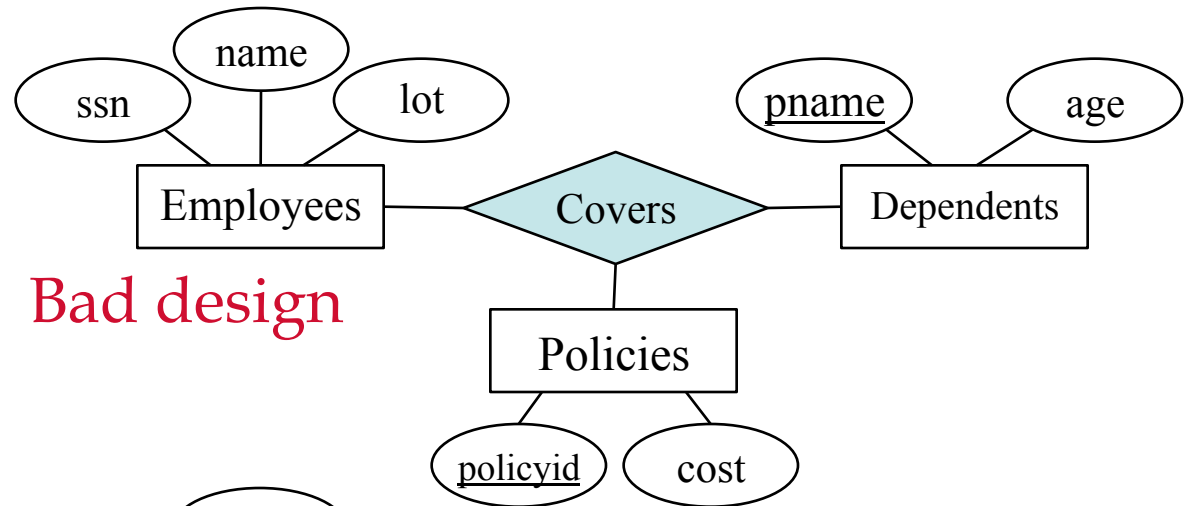 name
ssn
lot
pname
age
Employees
Covers
Dependents
Bad design
Policies
policyid
cost